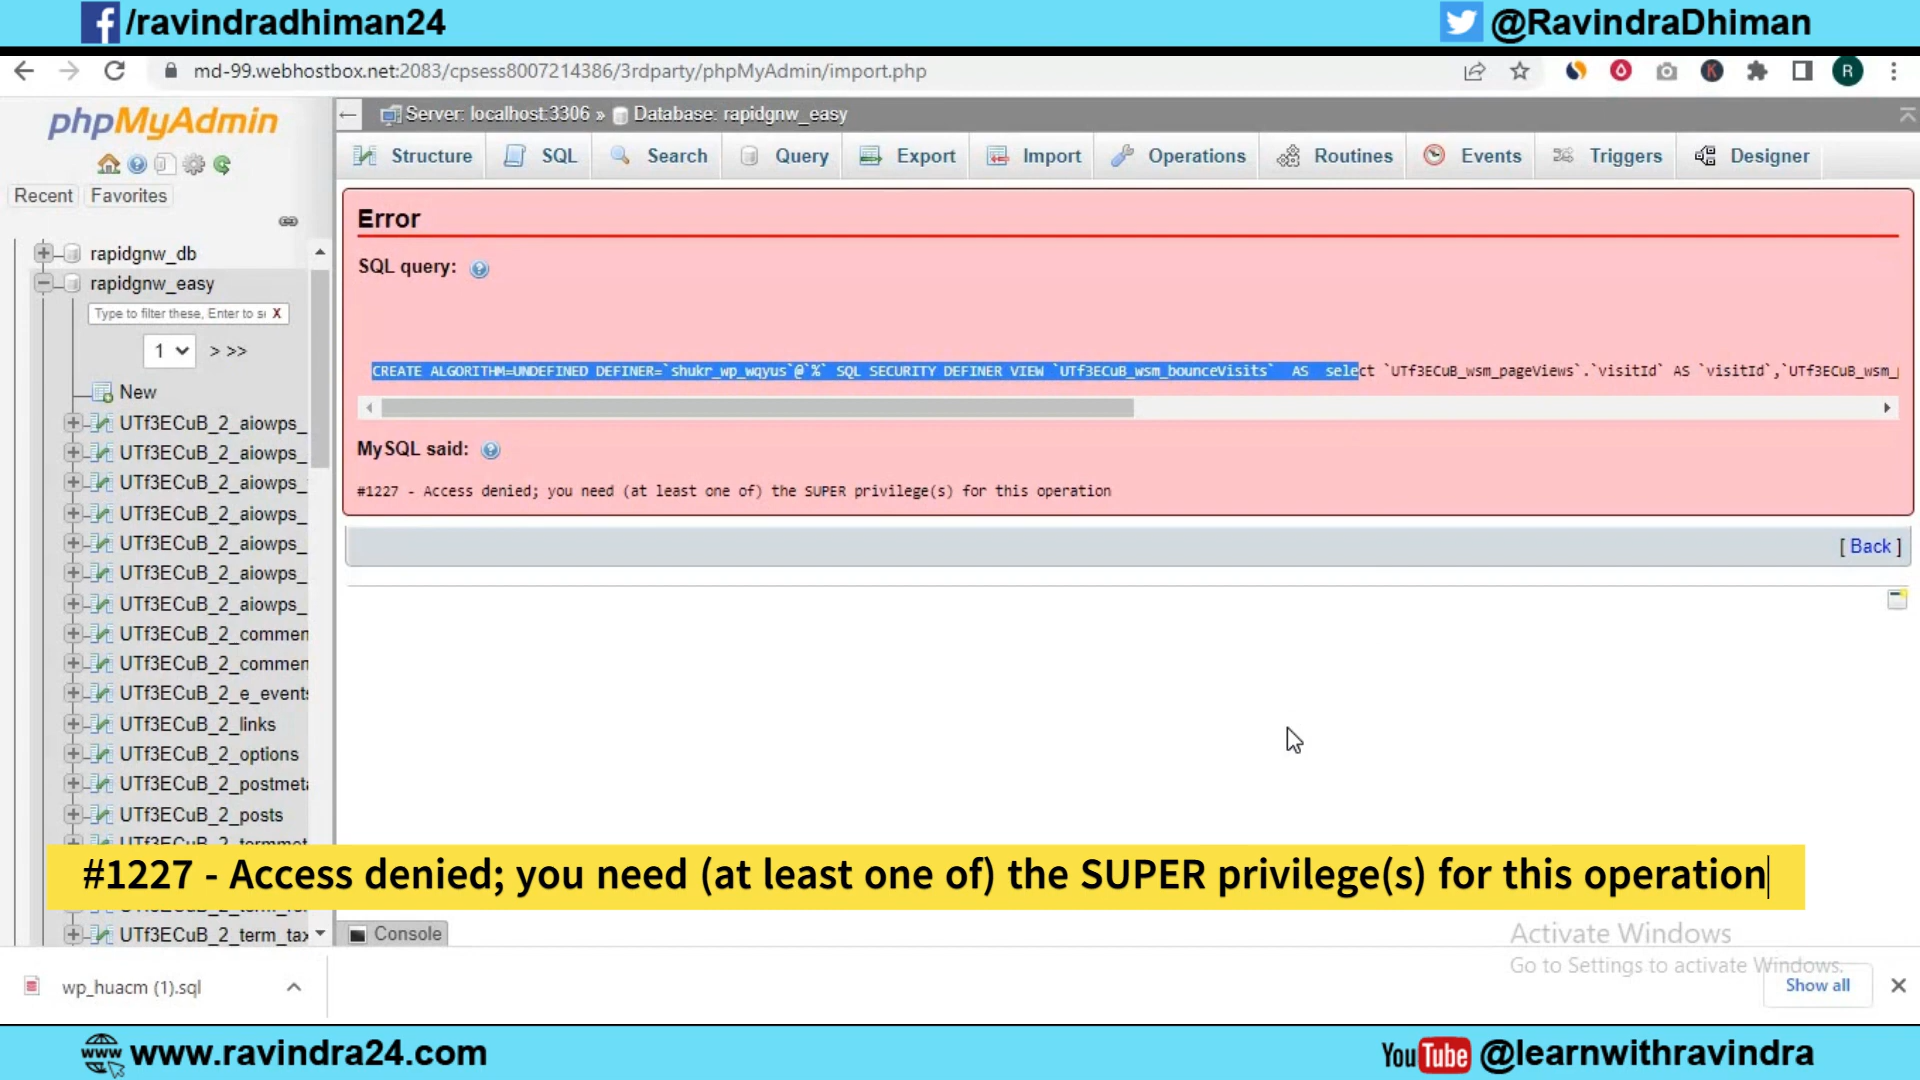 /ravindradhiman24
@RavindraDhiman
md-99.webhostbox.net:2083/cpsess8007214386/3rdparty/phpMyAdmin/import.php
R
phpMyAdmin
Recent Favorites
rapidgnw_db
rapidgnw_easy
Type to filter these, Enter to s X
1 > >>
New
UTf3ECuB_2_aiowps_
UTf3ECuB_2_aiowps_
UTf3ECuB_2_aiowps_
UTf3ECuB_2_aiowps_
UTf3ECuB_2_aiowps_
UTf3ECuB_2_aiowps_
UTf3ECuB_2_aiowps_
UTf3ECuB_2_commen
UTf3ECuB_2_commen
UTf3ECuB_2_e_event
UTf3ECuB_2_links
UTf3ECuB_2_options
UTf3ECuB_2_postmet
UTf3ECuB_2_posts
UTf3ECuB_2_term_tax
Server: localhost:3306 » Database: rapidgnw_easy
Structure SQL Search Query Export Import Operations Routines Events Triggers Designer
Error
SQL query:
CREATE ALGORITHM=UNDEFINED DEFINER=`shukr_wp_wqyus`@`%` SQL SECURITY DEFINER VIEW `UTf3ECuB_wsm_bounceVisits` AS select `UTf3ECuB_wsm_pageViews`.`visitId` AS `visitId`,`UTf3ECuB_wsm_
MySQL said:
#1227 - Access denied; you need (at least one of) the SUPER privilege(s) for this operation
[ Back ]
#1227 - Access denied; you need (at least one of) the SUPER privilege(s) for this operation
Console
Activate Windows
Go to Settings to activate Windows.
wp_huacm (1).sql
Show all
www www.ravindra24.com
YouTube @learnwithravindra